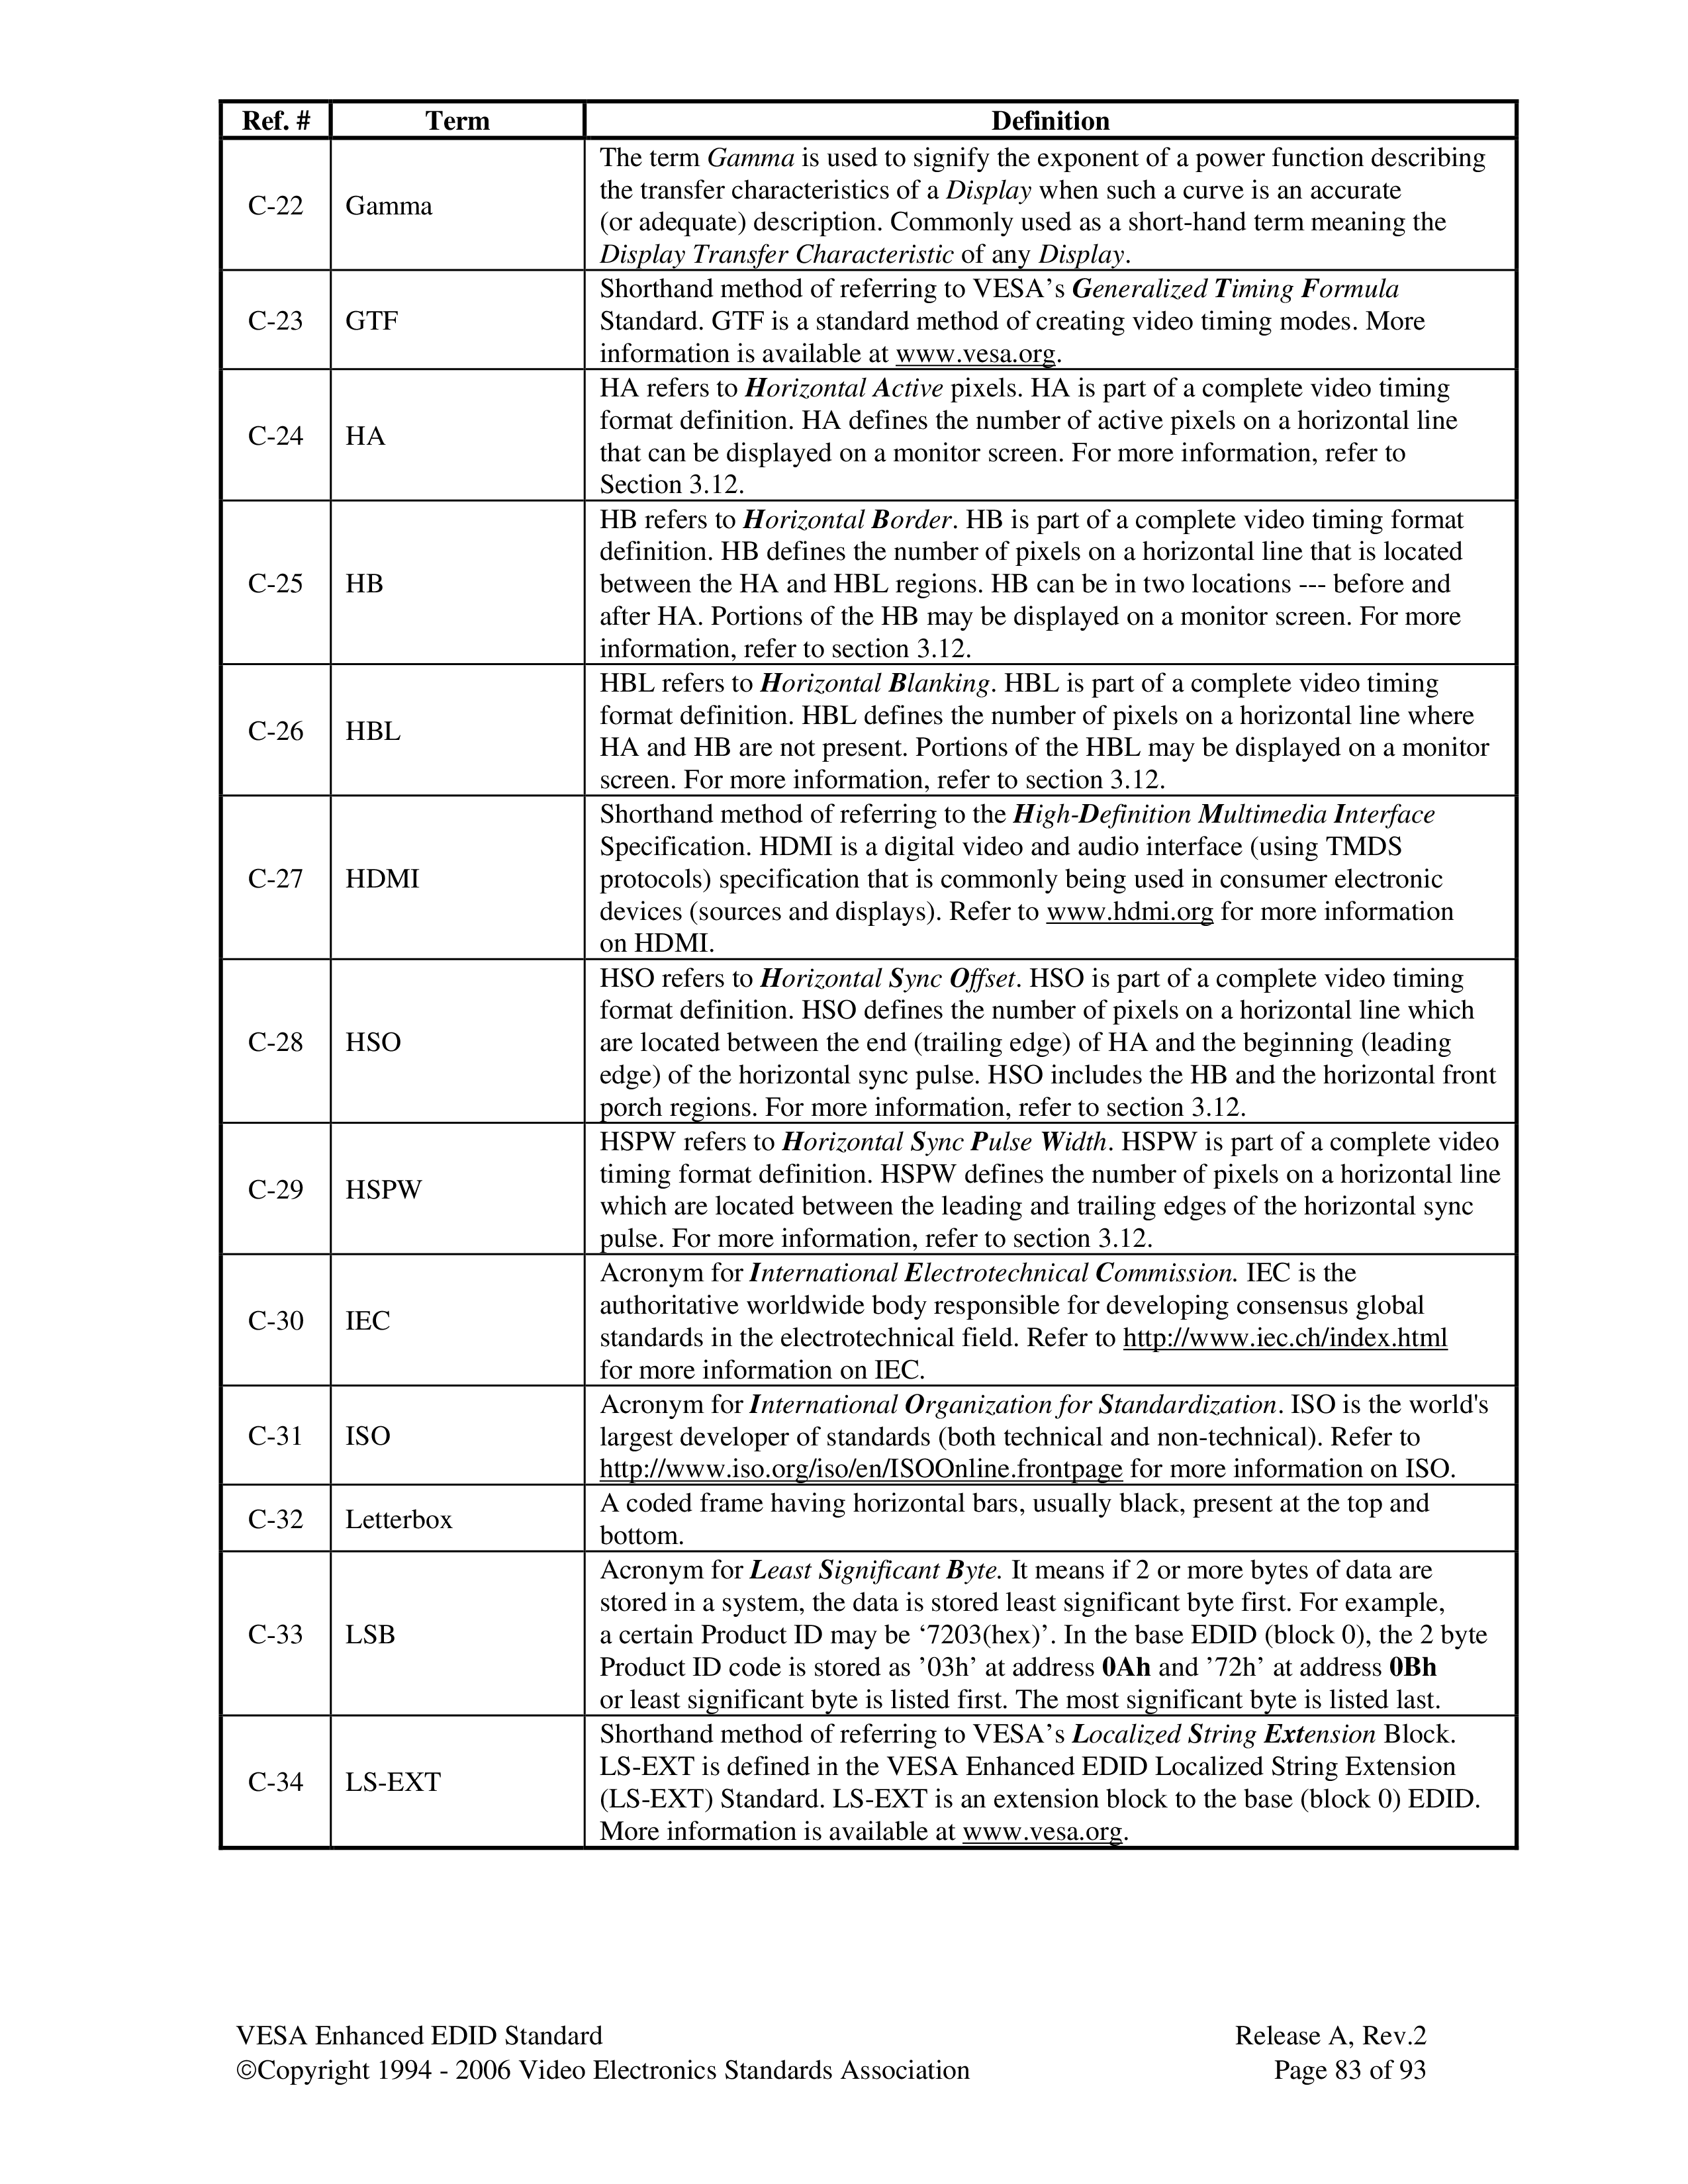 Ref. # Term Definition
C-22 Gamma The term Gamma is used to signify the exponent of a power function describing
the transfer characteristics of a Display when such a curve is an accurate
(or adequate) description. Commonly used as a short-hand term meaning the
Display Transfer Characteristic of any Display.
C-23 GTF Shorthand method of referring to VESA’s Generalized Timing Formula
Standard. GTF is a standard method of creating video timing modes. More
information is available at www.vesa.org.
C-24 HA HA refers to Horizontal Active pixels. HA is part of a complete video timing
format definition. HA defines the number of active pixels on a horizontal line
that can be displayed on a monitor screen. For more information, refer to
Section 3.12.
C-25 HB HB refers to Horizontal Border. HB is part of a complete video timing format
definition. HB defines the number of pixels on a horizontal line that is located
between the HA and HBL regions. HB can be in two locations --- before and
after HA. Portions of the HB may be displayed on a monitor screen. For more
information, refer to section 3.12.
C-26 HBL HBL refers to Horizontal Blanking. HBL is part of a complete video timing
format definition. HBL defines the number of pixels on a horizontal line where
HA and HB are not present. Portions of the HBL may be displayed on a monitor
screen. For more information, refer to section 3.12.
C-27 HDMI Shorthand method of referring to the High-Definition Multimedia Interface
Specification. HDMI is a digital video and audio interface (using TMDS
protocols) specification that is commonly being used in consumer electronic
devices (sources and displays). Refer to www.hdmi.org for more information
on HDMI.
C-28 HSO HSO refers to Horizontal Sync Offset. HSO is part of a complete video timing
format definition. HSO defines the number of pixels on a horizontal line which
are located between the end (trailing edge) of HA and the beginning (leading
edge) of the horizontal sync pulse. HSO includes the HB and the horizontal front
porch regions. For more information, refer to section 3.12.
C-29 HSPW HSPW refers to Horizontal Sync Pulse Width. HSPW is part of a complete video
timing format definition. HSPW defines the number of pixels on a horizontal line
which are located between the leading and trailing edges of the horizontal sync
pulse. For more information, refer to section 3.12.
C-30 IEC Acronym for International Electrotechnical Commission. IEC is the
authoritative worldwide body responsible for developing consensus global
standards in the electrotechnical field. Refer to http://www.iec.ch/index.html
for more information on IEC.
C-31 ISO Acronym for International Organization for Standardization. ISO is the world's
largest developer of standards (both technical and non-technical). Refer to
http://www.iso.org/iso/en/ISOOnline.frontpage for more information on ISO.
C-32 Letterbox A coded frame having horizontal bars, usually black, present at the top and
bottom.
C-33 LSB Acronym for Least Significant Byte. It means if 2 or more bytes of data are
stored in a system, the data is stored least significant byte first. For example,
a certain Product ID may be ‘7203(hex)’. In the base EDID (block 0), the 2 byte
Product ID code is stored as ’03h’ at address 0Ah and ’72h’ at address 0Bh
or least significant byte is listed first. The most significant byte is listed last.
C-34 LS-EXT Shorthand method of referring to VESA’s Localized String Extension Block.
LS-EXT is defined in the VESA Enhanced EDID Localized String Extension
(LS-EXT) Standard. LS-EXT is an extension block to the base (block 0) EDID.
More information is available at www.vesa.org.
VESA Enhanced EDID Standard Release A, Rev.2
©Copyright 1994 - 2006 Video Electronics Standards Association Page 83 of 93